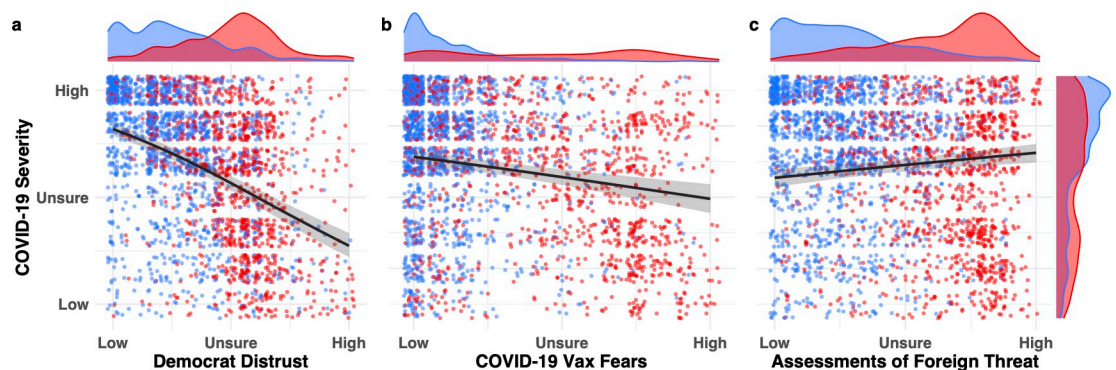 a
b
c
High
Unsure
Low
COVID-19 Severity
Low Unsure High
Low Unsure High
Low Unsure High
Democrat Distrust
COVID-19 Vax Fears
Assessments of Foreign Threat